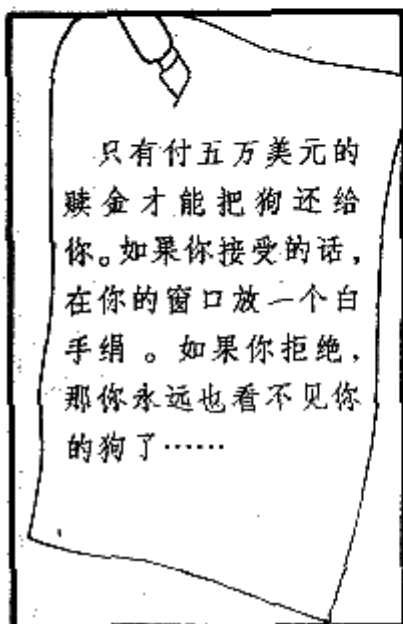 只有付五万美元的
赎金才能把狗还给
你。如果你接受的话，
在你的窗口放一个白
手绢。如果你拒绝，
那你永远也看不见你
的狗了……